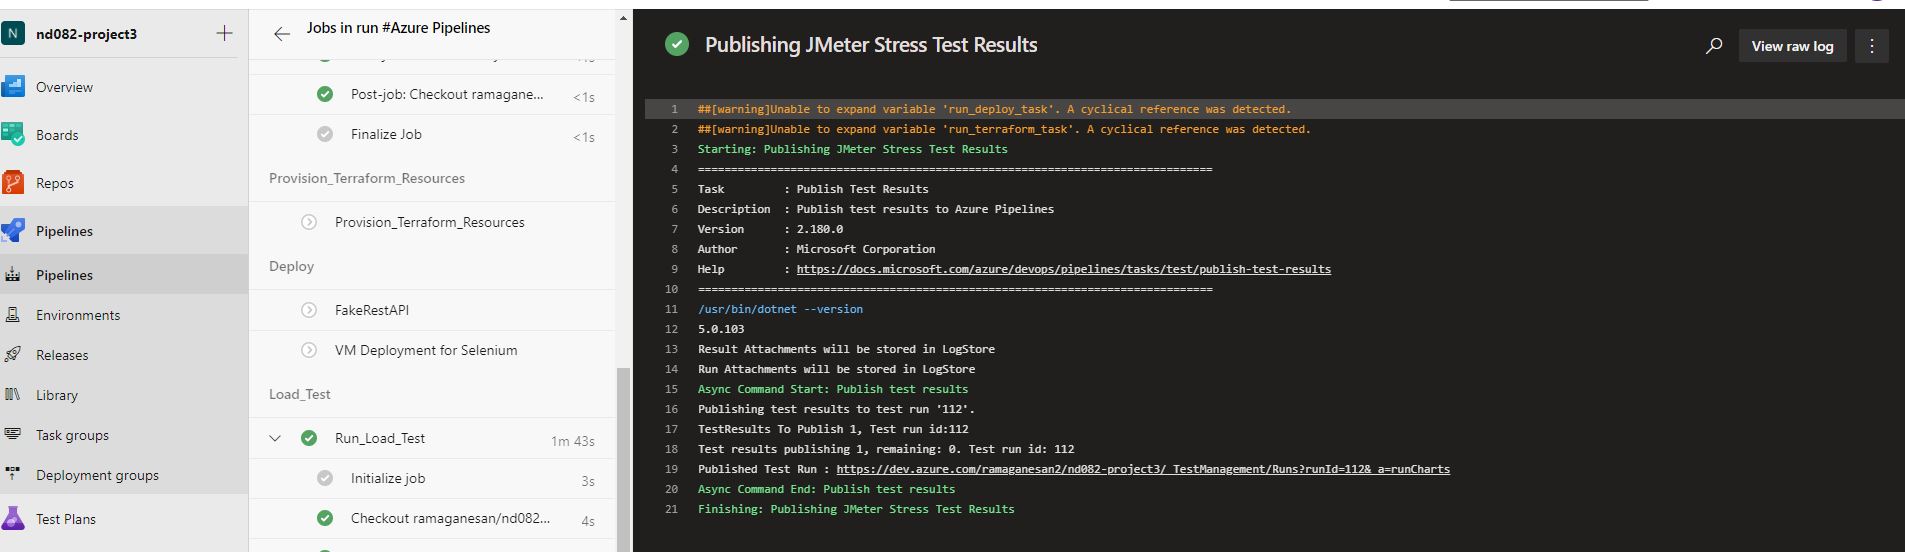 N
nd082-project3
Overview
Boards
Repos
Pipelines
Pipelines
Environments
Releases
Library
Task groups
Deployment groups
Test Plans
Jobs in run #Azure Pipelines
Post-job: Checkout ramagane... <1s
Finalize Job <1s
Provision_Terraform_Resources
Provision_Terraform_Resources
Deploy
FakeRestAPI
VM Deployment for Selenium
Load_Test
Run_Load_Test 1m 43s
Initialize job 3s
Checkout ramaganesan/nd082... 4s
Publishing JMeter Stress Test Results
View raw log
1 ##[warning]Unable to expand variable 'run_deploy_task'. A cyclical reference was detected.
2 ##[warning]Unable to expand variable 'run_terraform_task'. A cyclical reference was detected.
3 Starting: Publishing JMeter Stress Test Results
4 ==============================================================================
5 Task : Publish Test Results
6 Description : Publish test results to Azure Pipelines
7 Version : 2.180.0
8 Author : Microsoft Corporation
9 Help : https://docs.microsoft.com/azure/devops/pipelines/tasks/test/publish-test-results
10 ==============================================================================
11 /usr/bin/dotnet --version
12 5.0.103
13 Result Attachments will be stored in LogStore
14 Run Attachments will be stored in LogStore
15 Async Command Start: Publish test results
16 Publishing test results to test run '112'.
17 TestResults To Publish 1, Test run id:112
18 Test results publishing 1, remaining: 0. Test run id: 112
19 Published Test Run : https://dev.azure.com/ramaganesan2/nd082-project3/_TestManagement/Runs?runId=112&_a=runCharts
20 Async Command End: Publish test results
21 Finishing: Publishing JMeter Stress Test Results